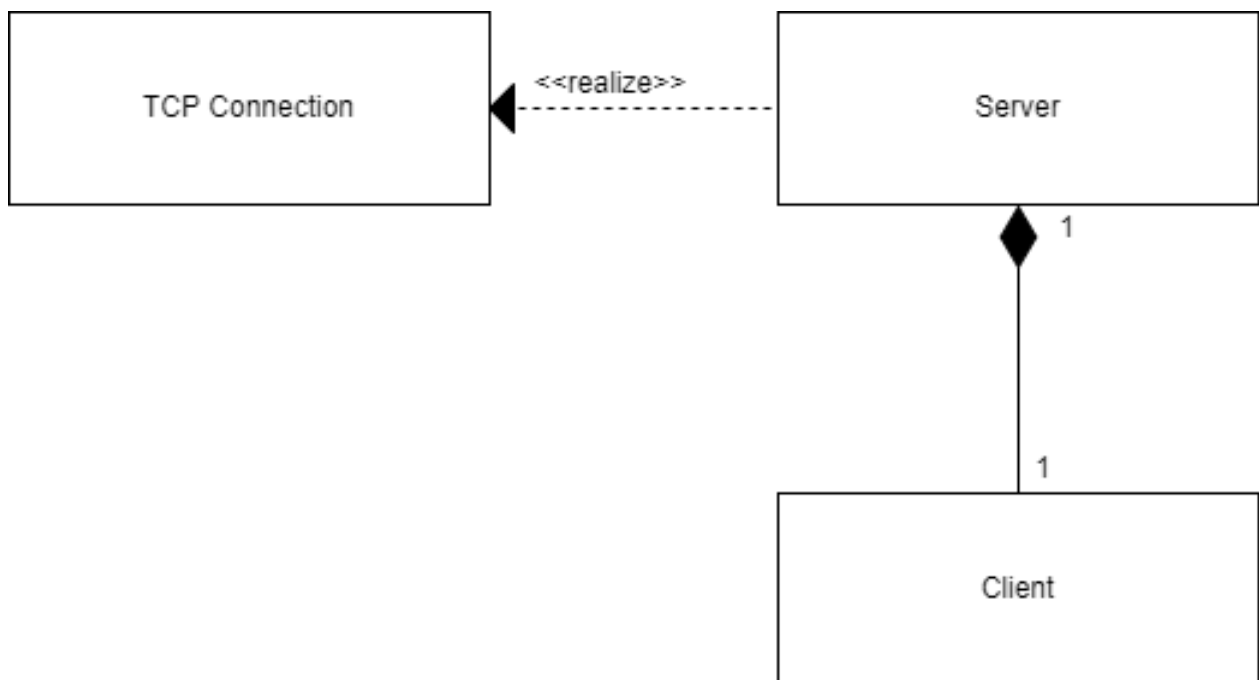 TCP Connection
<<realize>>
Server
1
1
Client